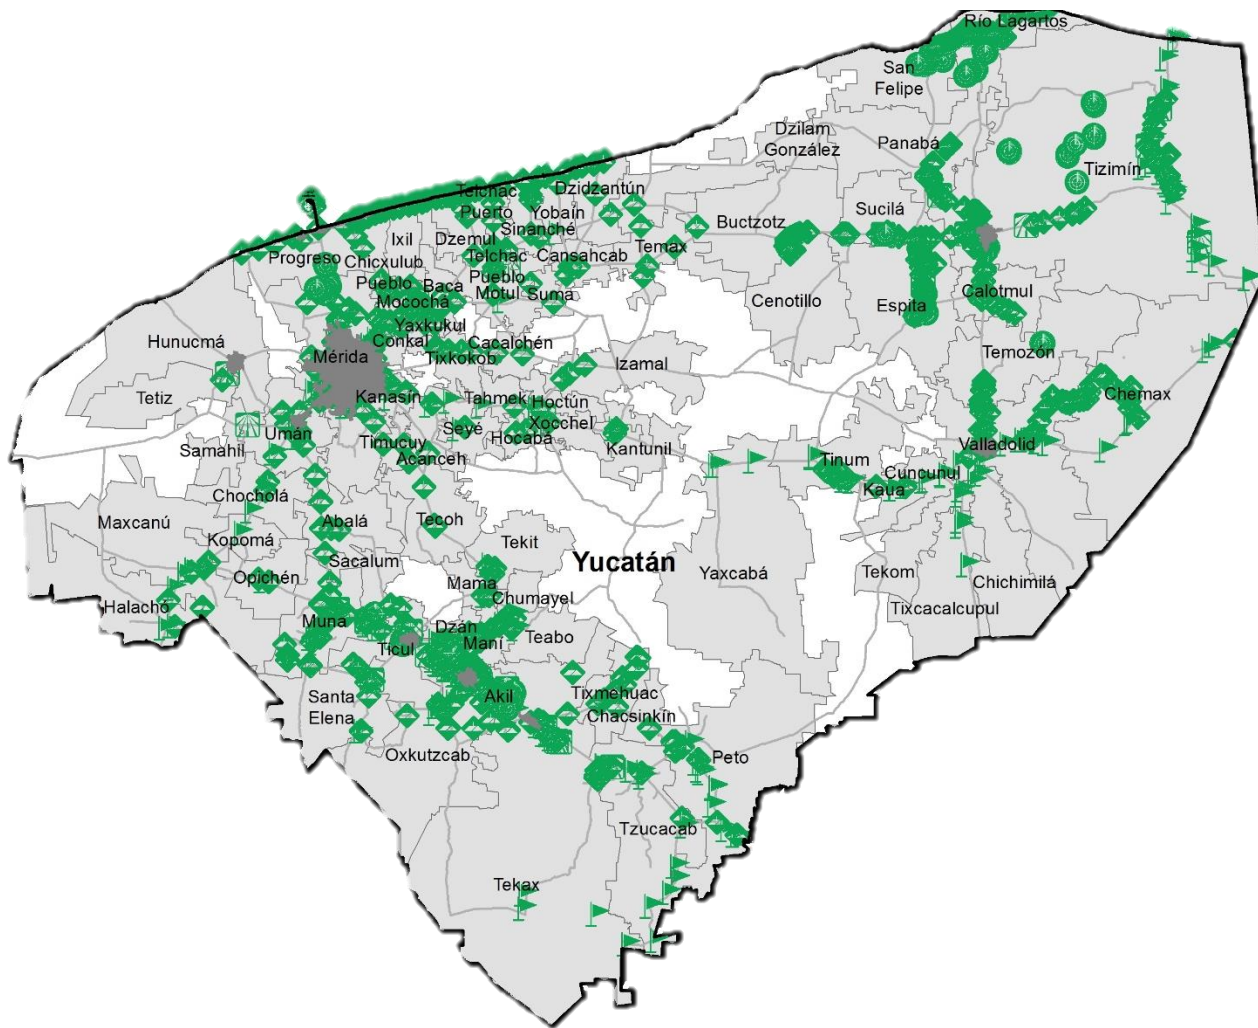 Río Lagartos
San
Felipe
Dzilam
González
Panabá
Tizimín
Telchac
Puerto
Dzidzantún
Yobaín
Sinanché
Buctzotz
Sucilá
Ixil
Dzemul
Telchac
Pueblo
Cansahcab
Temax
Progreso
Chicxulub
Pueblo
Baca
Motul
Suma
Cenotillo
Espita
Calotmul
Mocochá
Yaxkukul
Conkal
Hunucmá
Mérida
Tixkokob
Cacalchén
Izamal
Temozón
Tetiz
Kanasín
Tahmek
Hoctún
Xocchel
Chemax
Umán
Timucuy
Seyé
Hocabá
Samahil
Acanceh
Kantunil
Tinum
Cuncunul
Valladolid
Chocholá
Kaua
Maxcanú
Kopomá
Abalá
Tecoh
Tekit
Sacalum
Yucatán
Yaxcabá
Tekom
Chichimilá
Opichén
Mama
Chumayel
Halachó
Muna
Dzán
Maní
Teabo
Tixcacalcupul
Ticul
Santa
Elena
Akil
Tixmehuac
Chacsinkín
Oxkutzcab
Peto
Tzucacab
Tekax